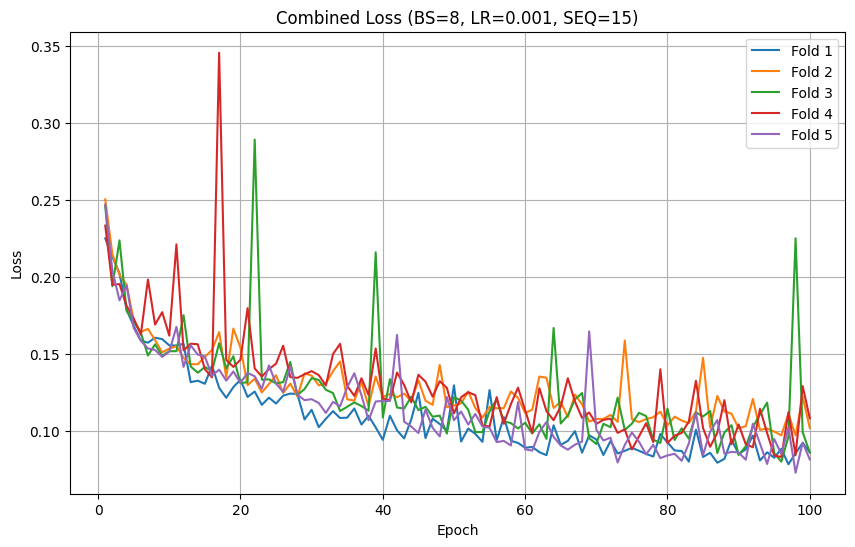 Combined Loss (BS=8, LR=0.001, SEQ=15)
Loss
0.35
0.30
0.25
0.20
0.15
0.10
Fold 1
Fold 2
Fold 3
Fold 4
Fold 5
0
20
40
60
80
100
Epoch